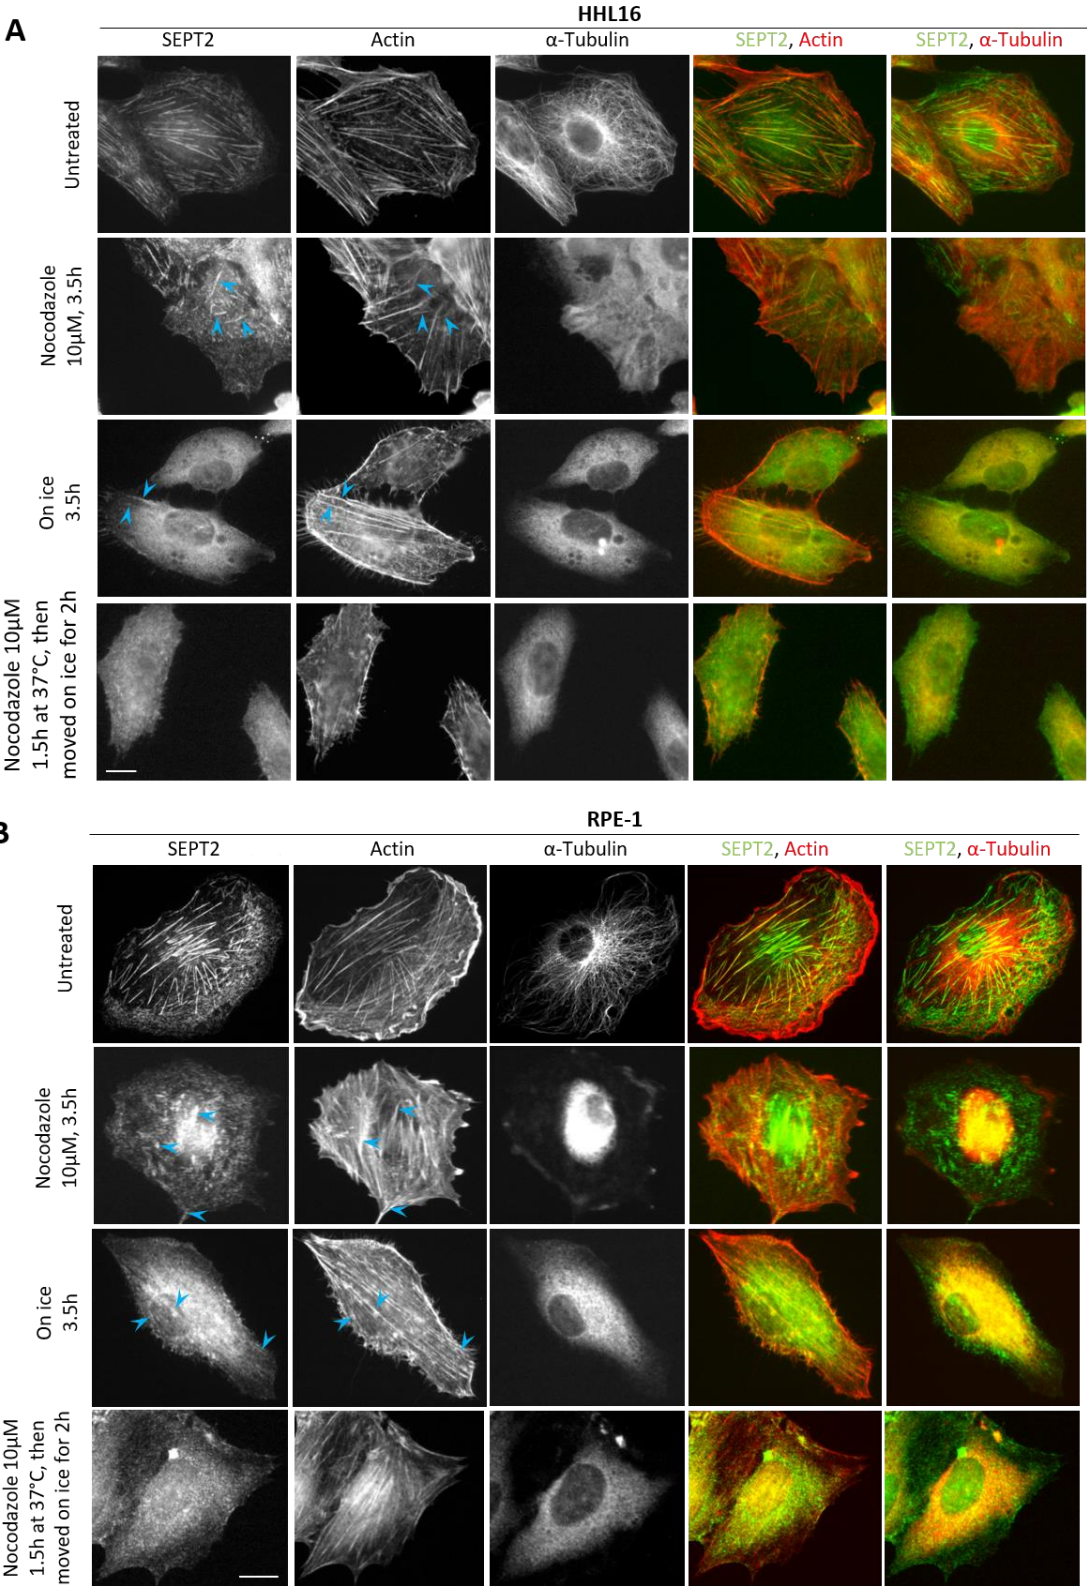 A
HHL16
SEPT2
Actin
α-Tubulin
SEPT2, Actin
SEPT2, α-Tubulin
Untreated
Nocodazole
10µM, 3.5h
On ice
3.5h
Nocodazole 10µM
1.5h at 37°C, then
moved on ice for 2h
B
RPE-1
SEPT2
Actin
α-Tubulin
SEPT2, Actin
SEPT2, α-Tubulin
Untreated
Nocodazole
10µM, 3.5h
On ice
3.5h
Nocodazole 10µM
1.5h at 37°C, then
moved on ice for 2h